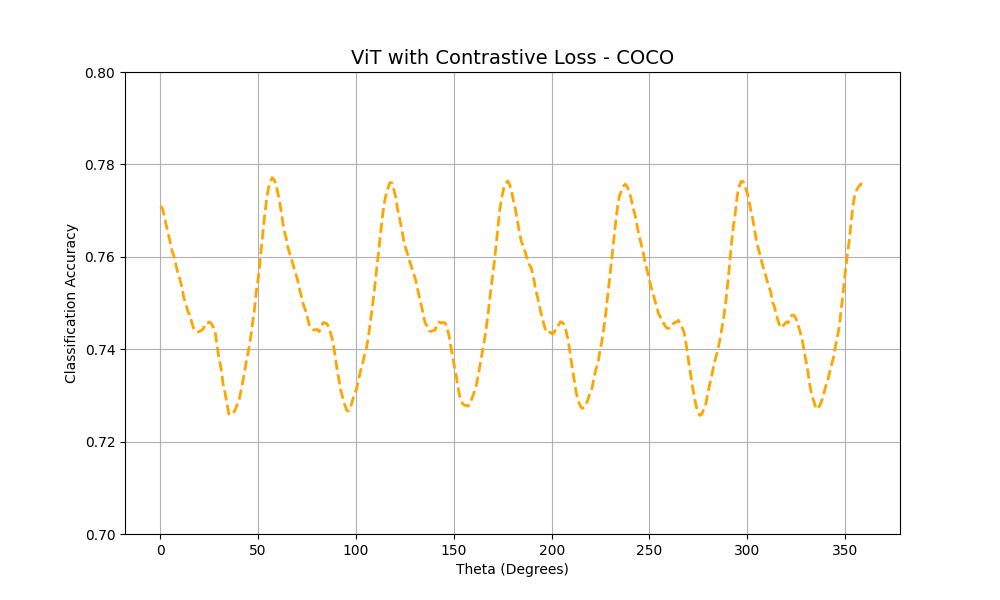 ViT with Contrastive Loss - COCO
0.80
0.78
0.76
0.74
0.72
0.70
Classification Accuracy
0 50 100 150 200 250 300 350
Theta (Degrees)